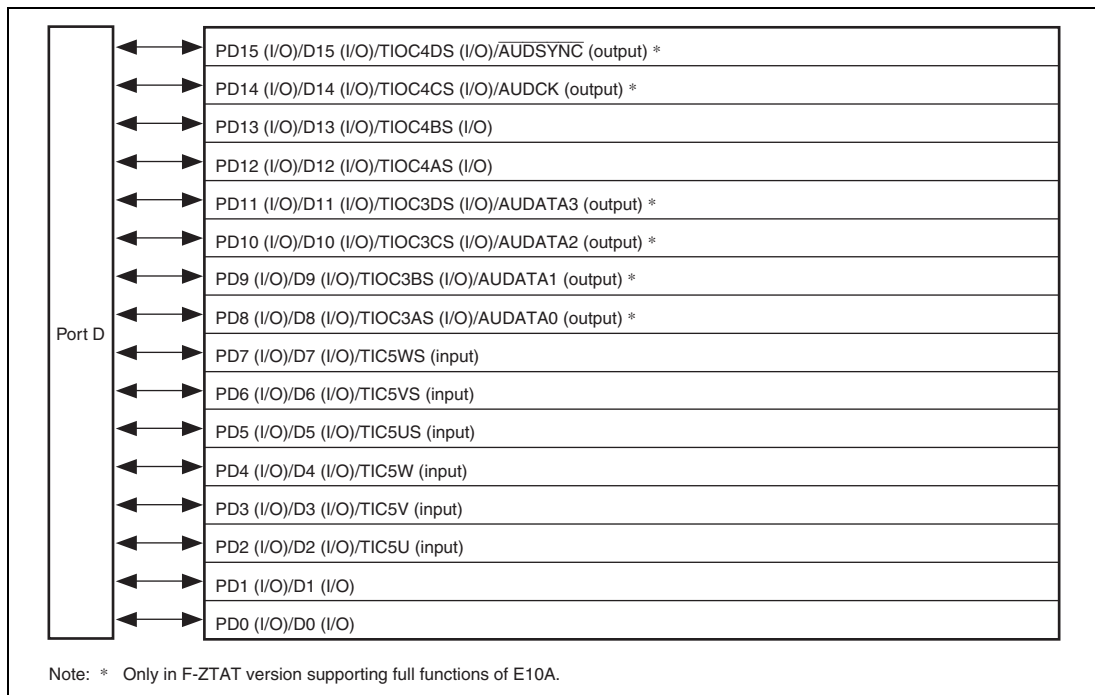 Port D
PD15 (I/O)/D15 (I/O)/TIOC4DS (I/O)/AUDSYNC (output) *
PD14 (I/O)/D14 (I/O)/TIOC4CS (I/O)/AUDCK (output) *
PD13 (I/O)/D13 (I/O)/TIOC4BS (I/O)
PD12 (I/O)/D12 (I/O)/TIOC4AS (I/O)
PD11 (I/O)/D11 (I/O)/TIOC3DS (I/O)/AUDATA3 (output) *
PD10 (I/O)/D10 (I/O)/TIOC3CS (I/O)/AUDATA2 (output) *
PD9 (I/O)/D9 (I/O)/TIOC3BS (I/O)/AUDATA1 (output) *
PD8 (I/O)/D8 (I/O)/TIOC3AS (I/O)/AUDATA0 (output) *
PD7 (I/O)/D7 (I/O)/TIC5WS (input)
PD6 (I/O)/D6 (I/O)/TIC5VS (input)
PD5 (I/O)/D5 (I/O)/TIC5US (input)
PD4 (I/O)/D4 (I/O)/TIC5W (input)
PD3 (I/O)/D3 (I/O)/TIC5V (input)
PD2 (I/O)/D2 (I/O)/TIC5U (input)
PD1 (I/O)/D1 (I/O)
PD0 (I/O)/D0 (I/O)
Note: * Only in F-ZTAT version supporting full functions of E10A.